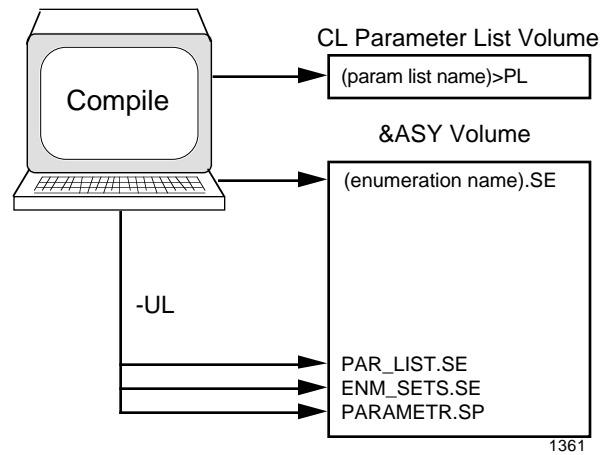 CL Parameter List Volume
(param list name)>PL
Compile
&ASY Volume
(enumeration name).SE
-UL
PAR_LIST.SE
ENM_SETS.SE
PARAMETR.SP
1361